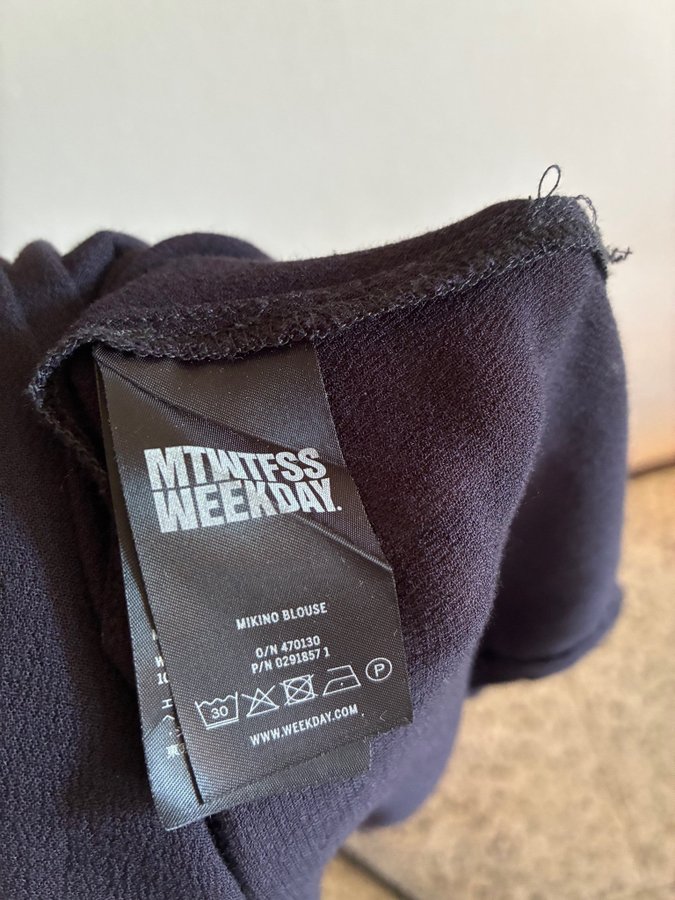 MTWTFSS
WEEKDAY.
MIKINO BLOUSE
O/N 470130
P/N 0291857 1
30
P
WWW.WEEKDAY.COM